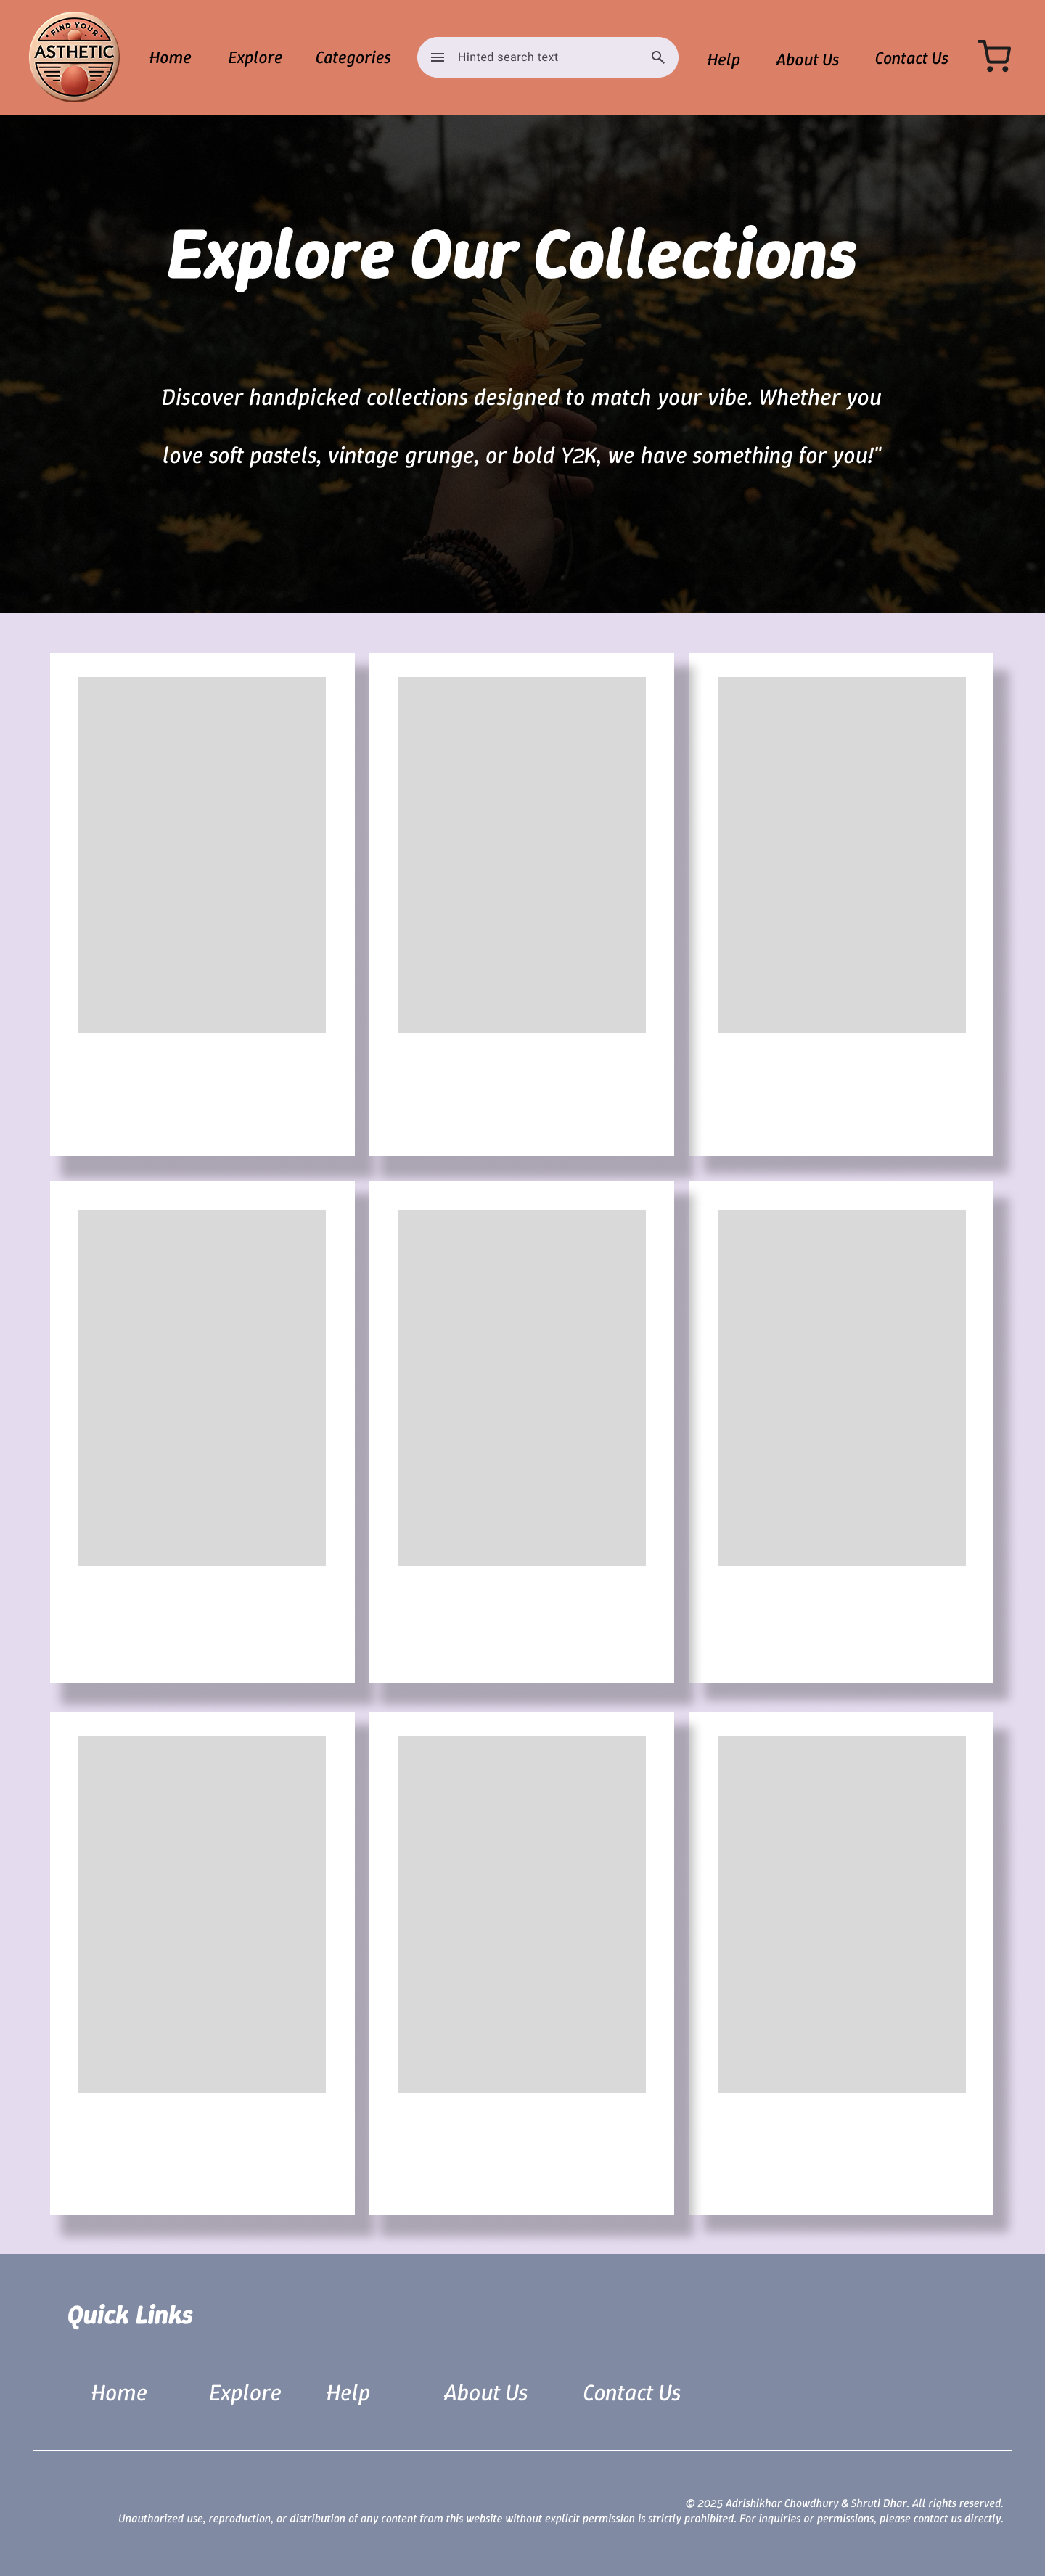 FIND YOUR
ASTHETIC
Home Explore Categories Hinted search text Help About Us Contact Us
Explore Our Collections
Discover handpicked collections designed to match your vibe. Whether you
love soft pastels, vintage grunge, or bold Y2K, we have something for you!"
Quick Links
Home Explore Help About Us Contact Us
© 2025 Adrishikhar Chowdhury & Shruti Dhar. All rights reserved.
Unauthorized use, reproduction, or distribution of any content from this website without explicit permission is strictly prohibited. For inquiries or permissions, please contact us directly.